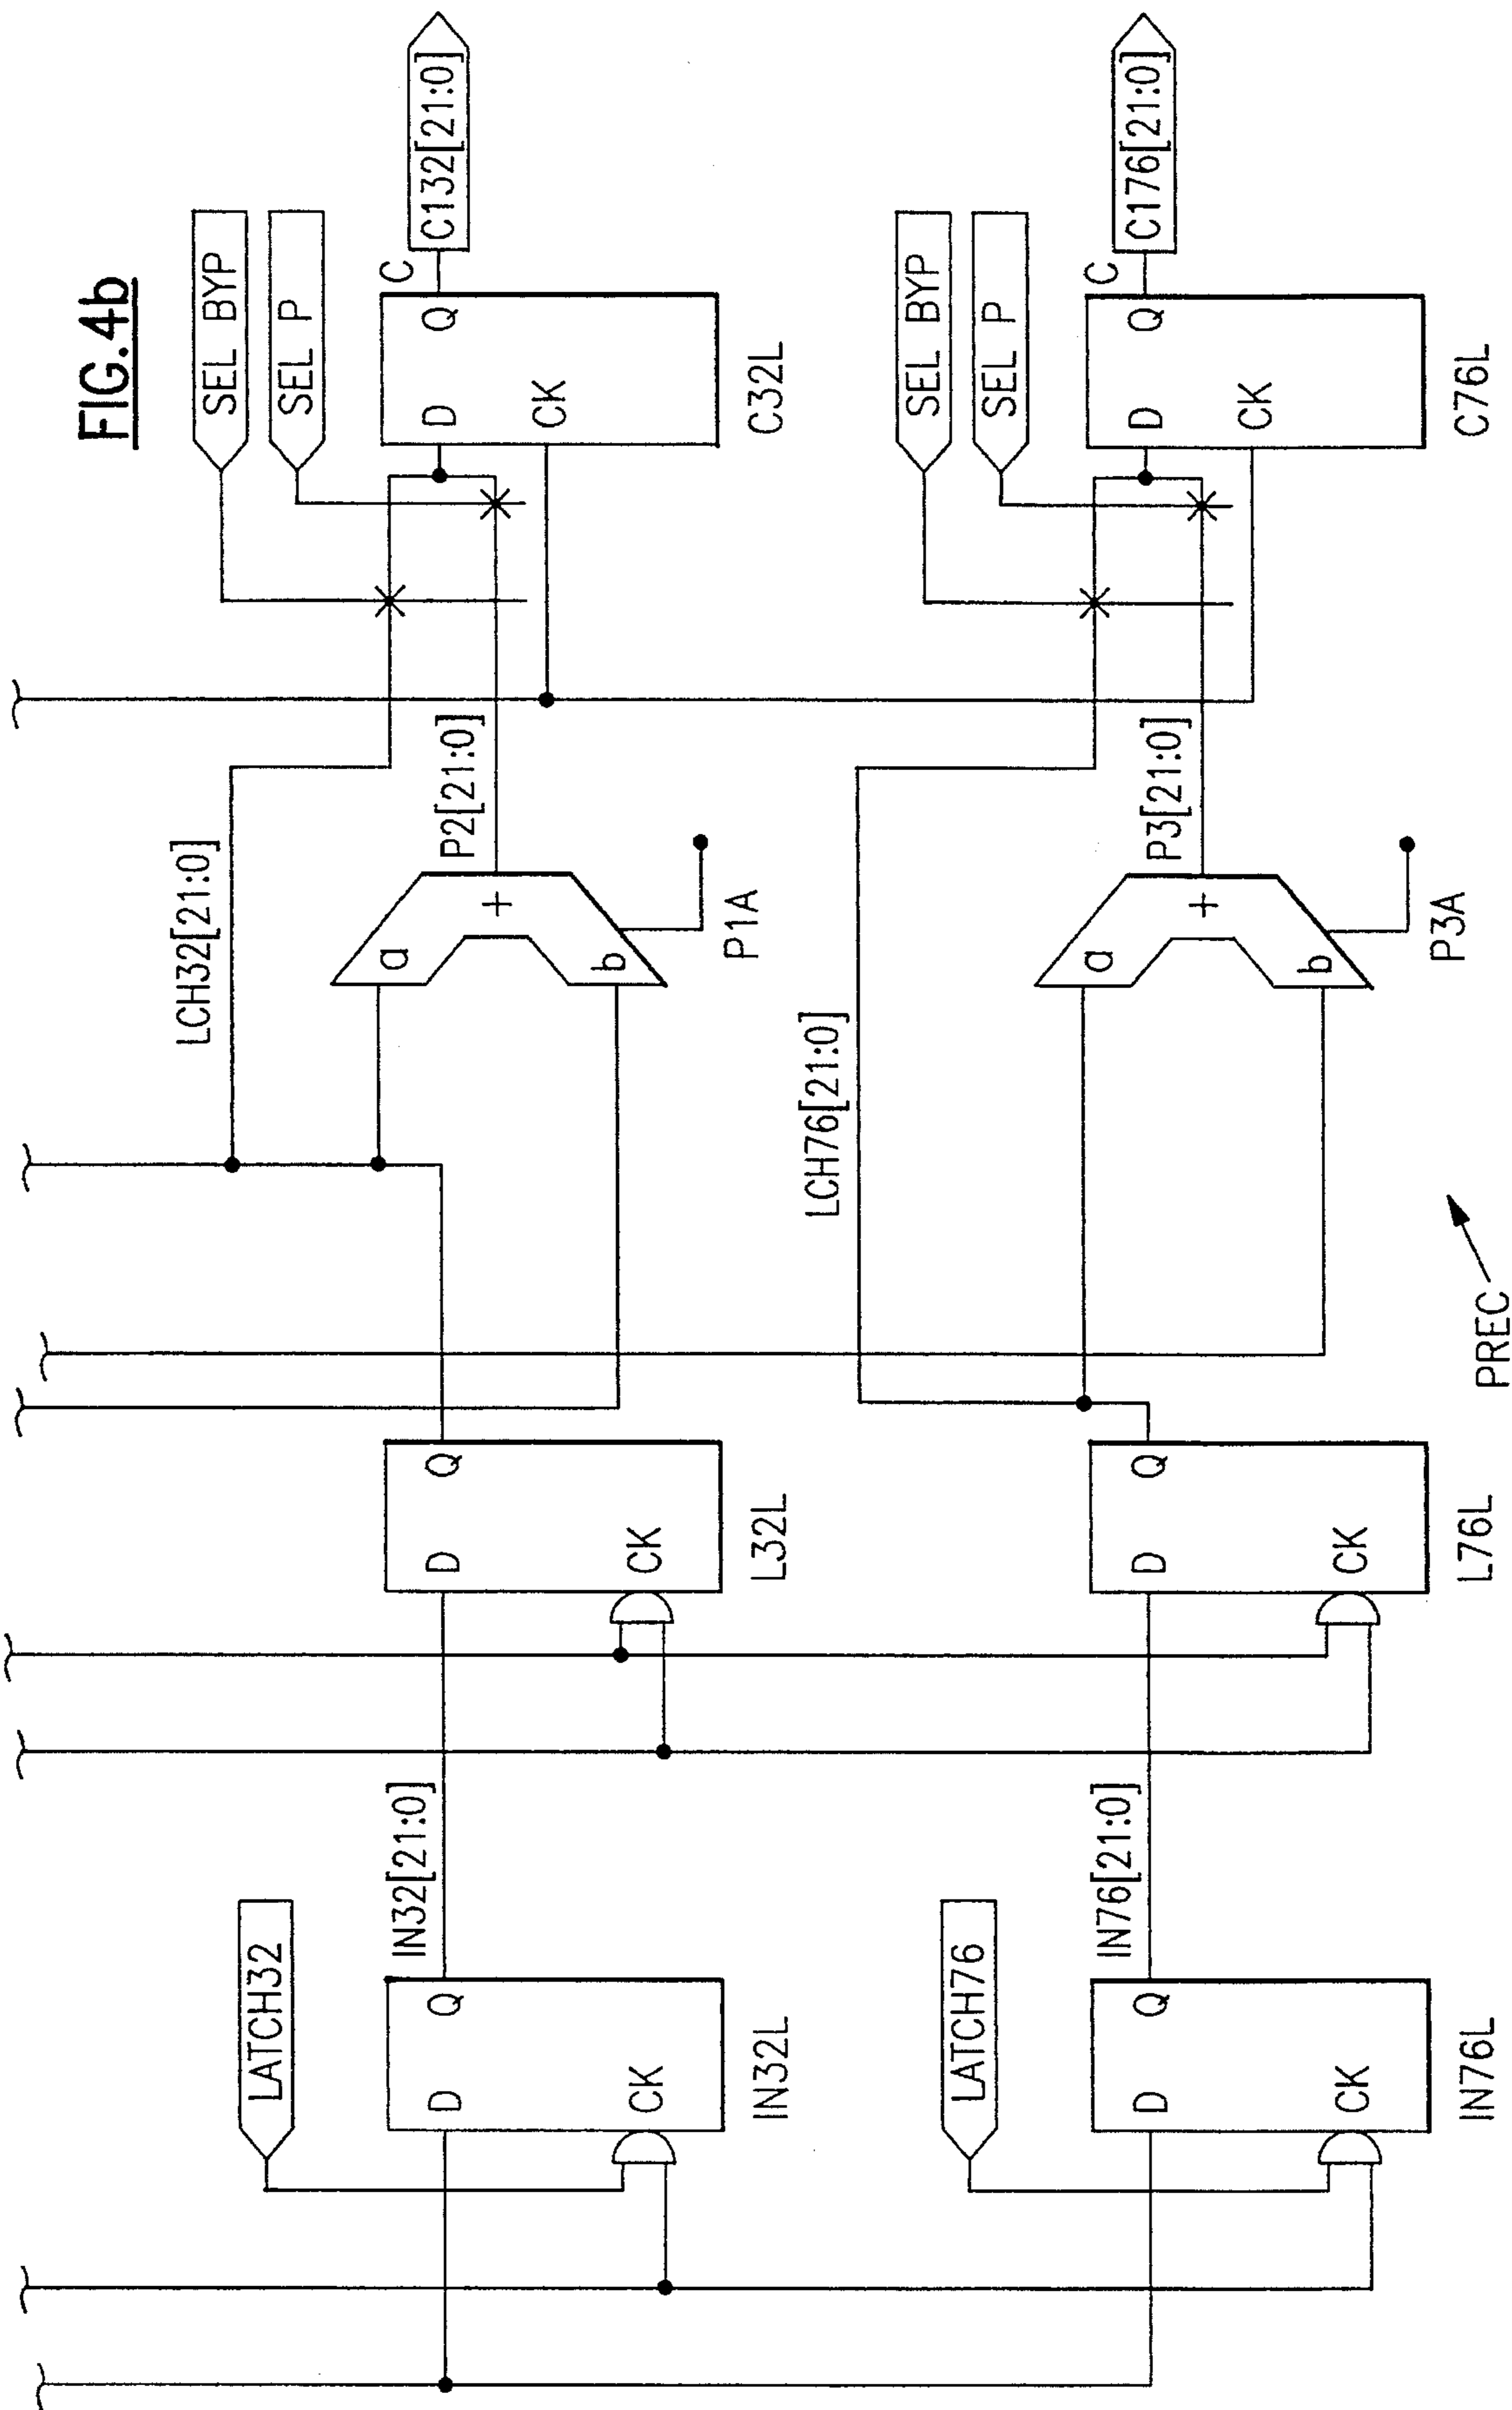 FIG.4b
LATCH32
D
Q
CK
IN32L
IN32[21:0]
D
Q
CK
L32L
LCH32[21:0]
a
b
+
P1A
P2[21:0]
SEL BYP
SEL P
D
Q
CK
C
C32L
C132[21:0]
LATCH76
D
Q
CK
IN76L
IN76[21:0]
D
Q
CK
L76L
LCH76[21:0]
a
b
+
P3A
P3[21:0]
SEL BYP
SEL P
D
Q
CK
C
C76L
C176[21:0]
PREC